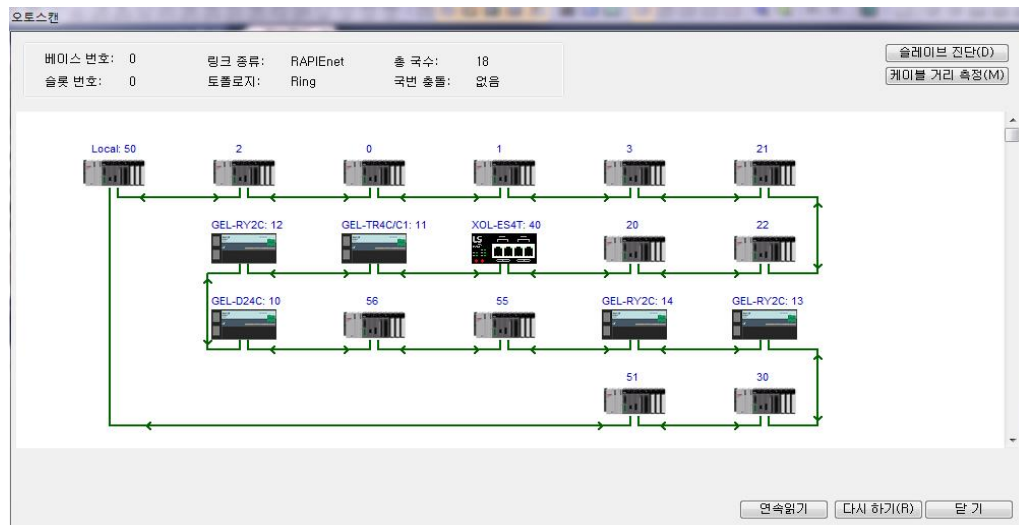 오토스캔
베이스 번호: 0 링크 종류: RAPIEnet 총 국수: 18
슬롯 번호: 0 토폴로지: Ring 국번 충돌: 없음
슬레이브 진단(D)
케이블 거리 측정(M)
Local: 50 2 0 1 3 21
GEL-RY2C: 12 GEL-TR4C/C1: 11 XOL-ES4T: 40 20 22
LS
GEL-D24C: 10 56 55 GEL-RY2C: 14 GEL-RY2C: 13
51 30
연속읽기 다시 하기(R) 닫 기